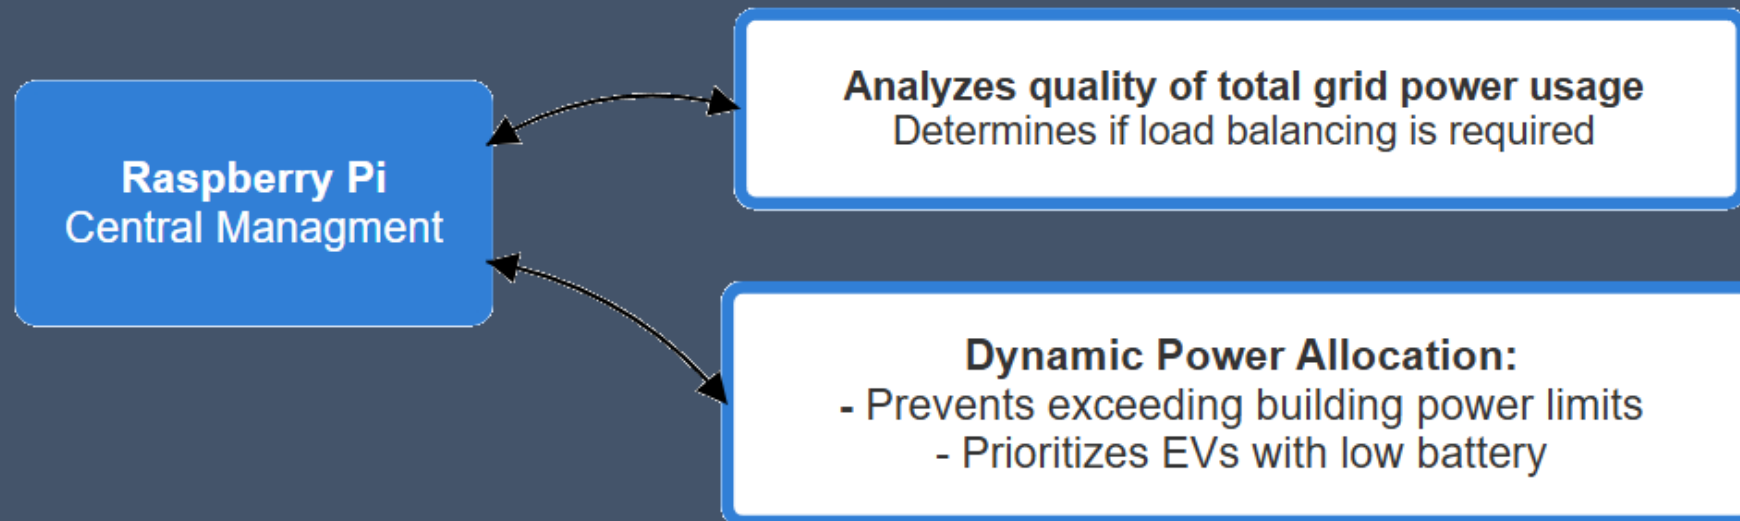 Raspberry Pi
Central Managment
Analyzes quality of total grid power usage
Determines if load balancing is required
Dynamic Power Allocation:
- Prevents exceeding building power limits
- Prioritizes EVs with low battery